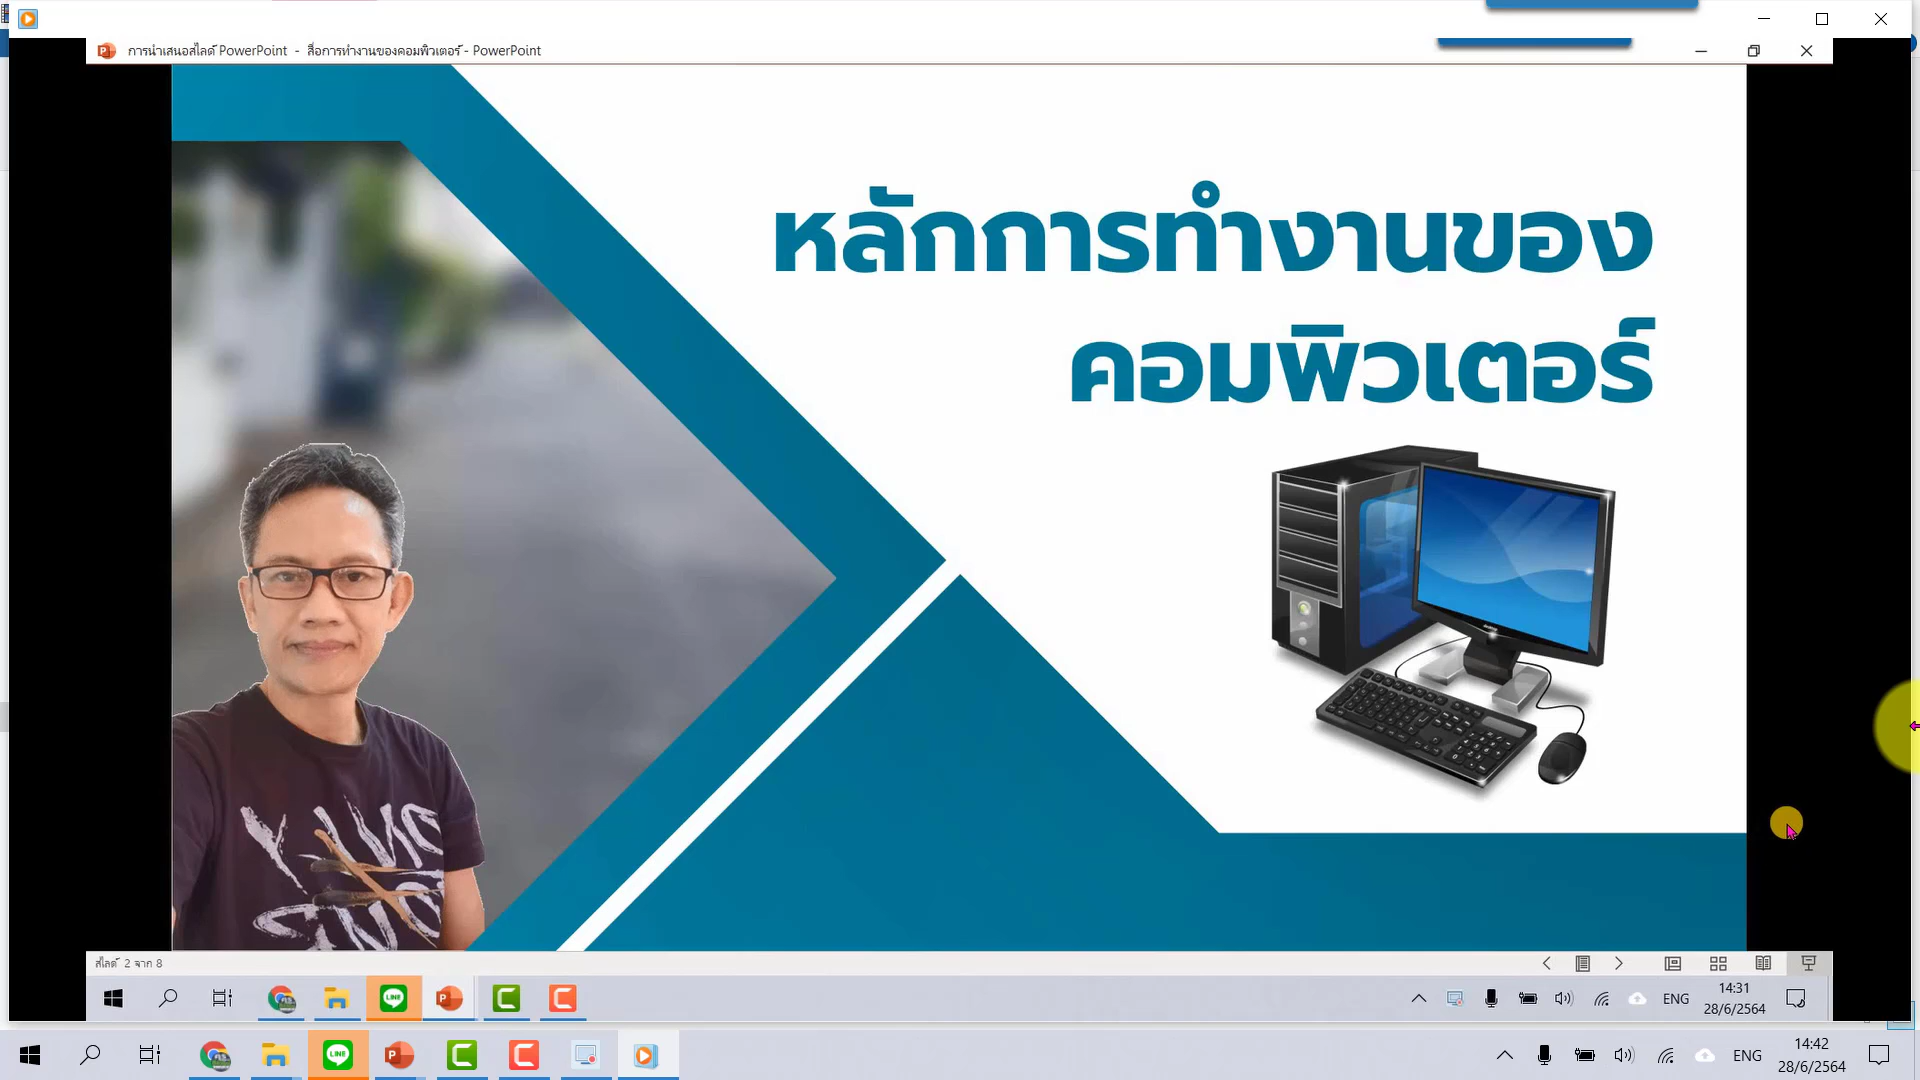 การนำเสนอสไลด์ PowerPoint - สื่อการทำงานของคอมพิวเตอร์ - PowerPoint
หลักการทำงานของ
คอมพิวเตอร์
สไลด์ 2 จาก 8
LINE
ENG
14:31
28/6/2564
LINE
ENG
14:42
28/6/2564